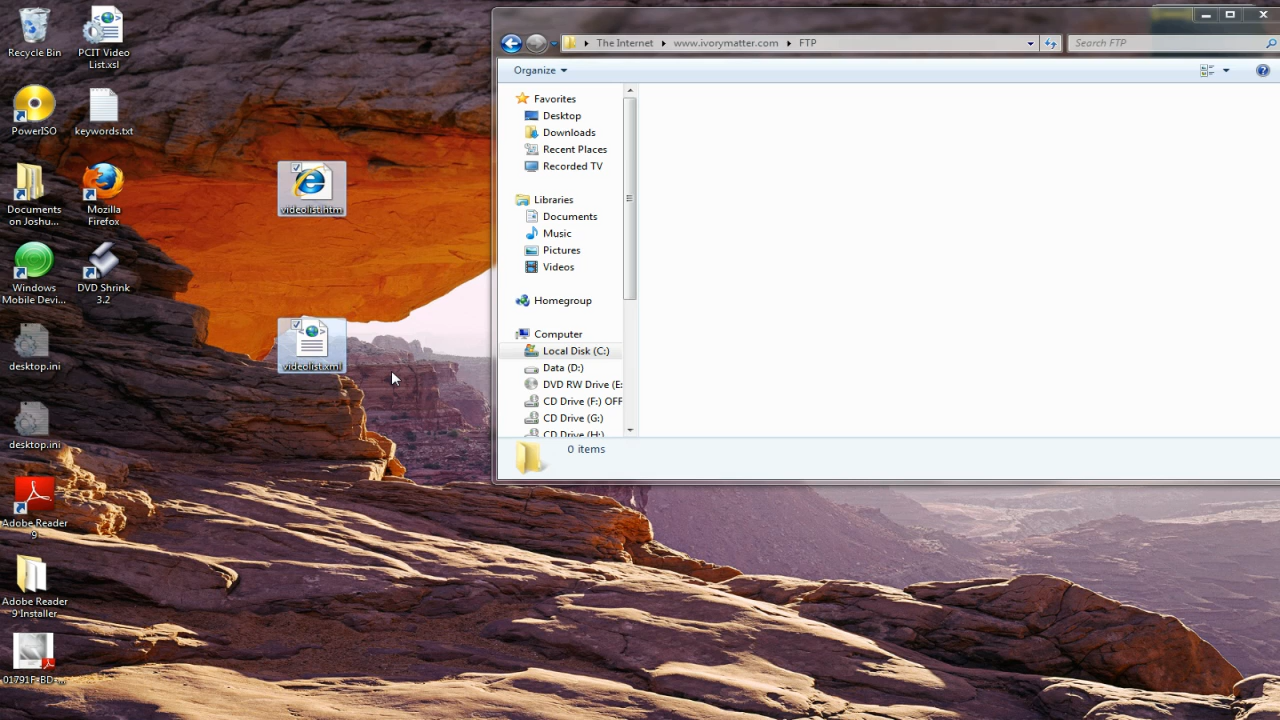 Recycle Bin
PCIT Video
List.xsl
PowerISO
keywords.txt
Documents
on Joshu...
Mozilla
Firefox
Windows
Mobile Devi...
DVD Shrink
3.2
desktop.ini
desktop.ini
Adobe Reader
9
Adobe Reader
9 Installer
videolist.htm
videolist.xml
The Internet www.ivorymatter.com FTP
Search FTP
Organize
Favorites
Desktop
Downloads
Recent Places
Recorded TV
Libraries
Documents
Music
Pictures
Videos
Homegroup
Computer
Local Disk (C:)
Data (D:)
DVD RW Drive (E:
CD Drive (F:) OFF
CD Drive (G:)
CD Drive (H:)
0 items